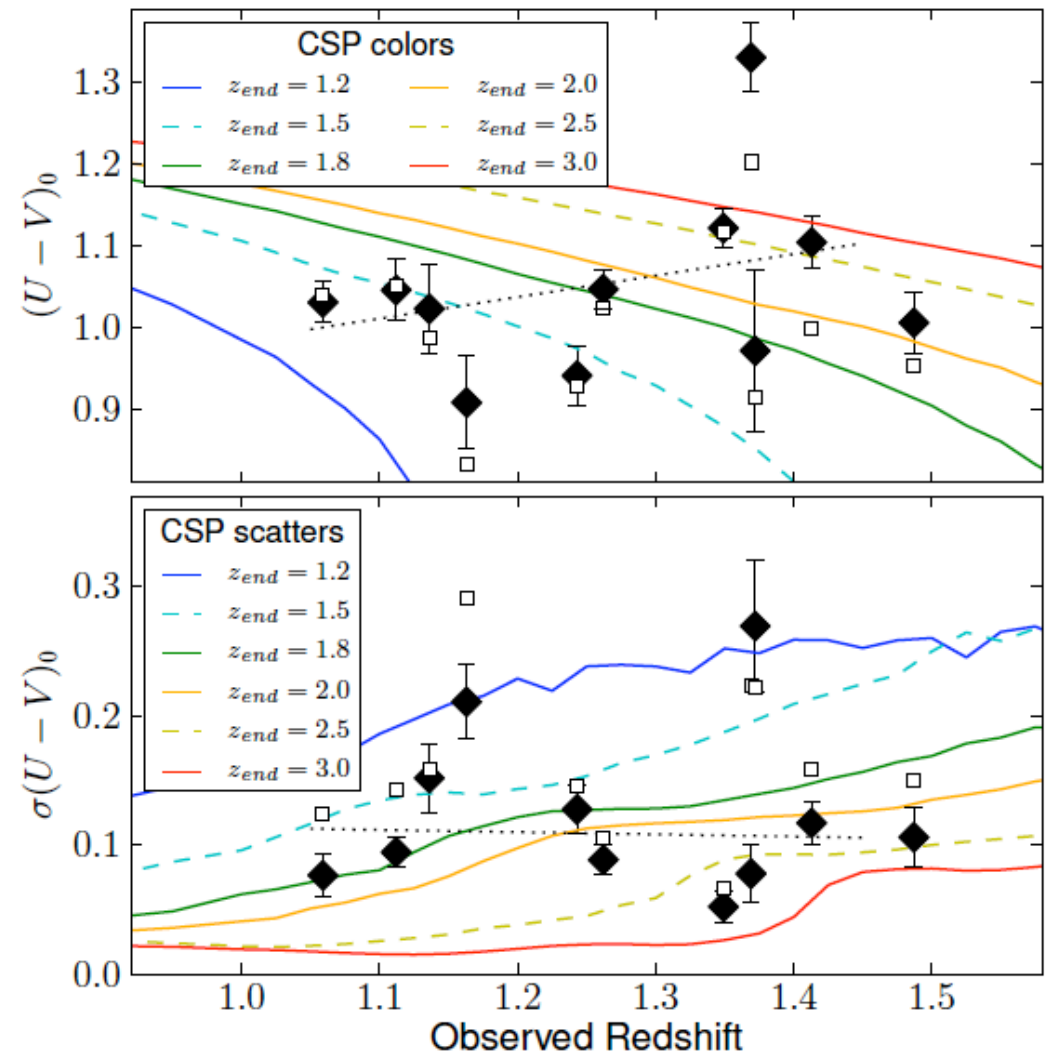 CSP colors
z_end = 1.2
z_end = 2.0
z_end = 1.5
z_end = 2.5
z_end = 1.8
z_end = 3.0
1.3
1.2
1.1
1.0
0.9
(U − V)₀
CSP scatters
z_end = 1.2
z_end = 1.5
z_end = 1.8
z_end = 2.0
z_end = 2.5
z_end = 3.0
0.3
0.2
0.1
0.0
σ(U − V)₀
1.0 1.1 1.2 1.3 1.4 1.5
Observed Redshift